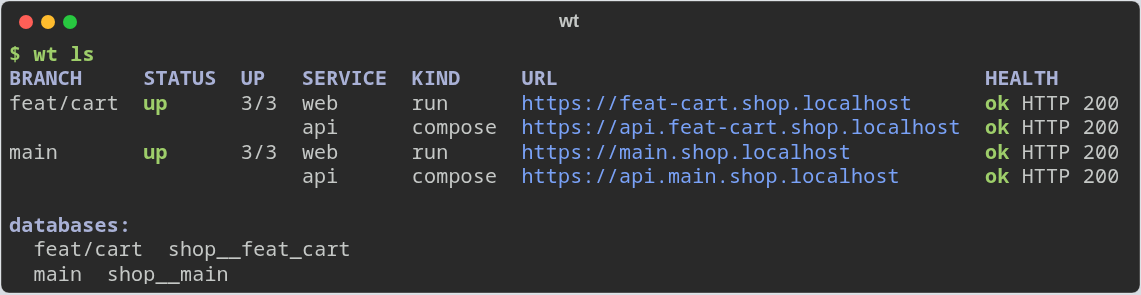 wt
$ wt ls
BRANCH STATUS UP SERVICE KIND URL HEALTH
feat/cart up 3/3 web run https://feat-cart.shop.localhost ok HTTP 200
api compose https://api.feat-cart.shop.localhost ok HTTP 200
main up 3/3 web run https://main.shop.localhost ok HTTP 200
api compose https://api.main.shop.localhost ok HTTP 200
databases:
feat/cart shop__feat_cart
main shop__main